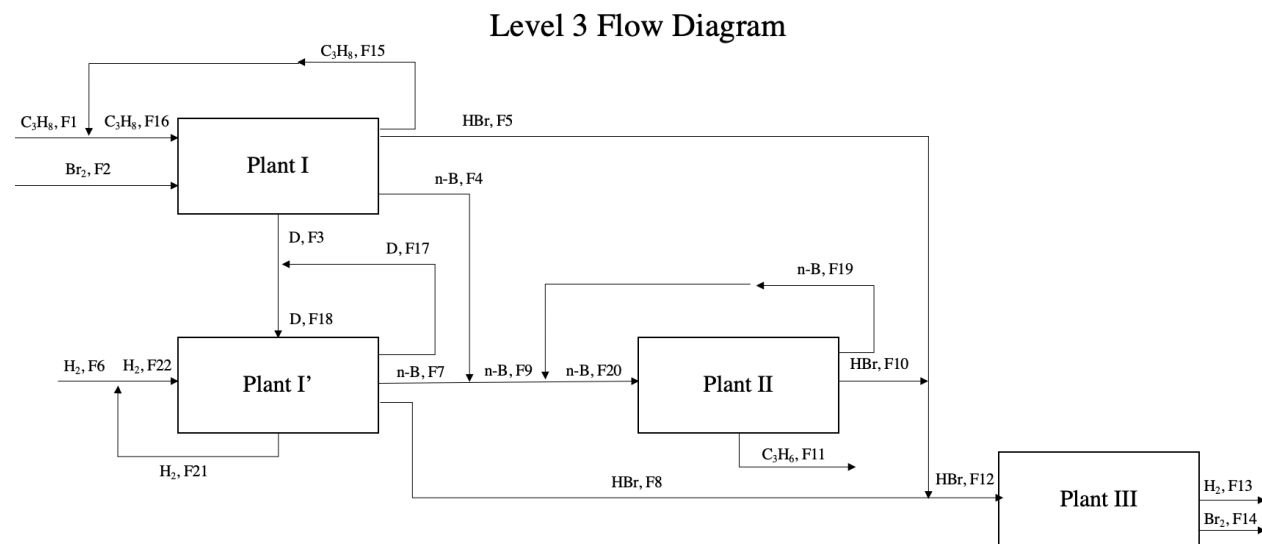 Level 3 Flow Diagram
C₃H₈, F15
C₃H₈, F1
C₃H₈, F16
HBr, F5
Plant I
Br₂, F2
n-B, F4
D, F3
D, F17
n-B, F19
D, F18
H₂, F6
H₂, F22
Plant I’
n-B, F7
n-B, F9
n-B, F20
Plant II
HBr, F10
H₂, F21
C₃H₆, F11
HBr, F8
HBr, F12
Plant III
H₂, F13
Br₂, F14